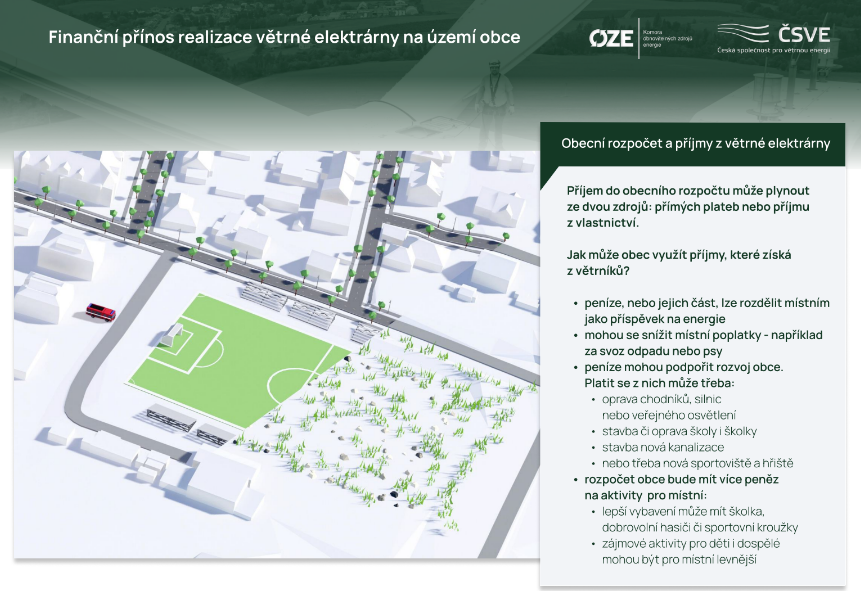 Finanční přínos realizace větrné elektrárny na území obce
OZE
Komora
obnovitelných zdrojů
energie
ČSVE
Česká společnost pro větrnou energii
Obecní rozpočet a příjmy z větrné elektrárny
Příjem do obecního rozpočtu může plynout
ze dvou zdrojů: přímých plateb nebo příjmu
z vlastnictví.
Jak může obec využít příjmy, které získá
z větrníků?
• peníze, nebo jejich část, lze rozdělit místním
jako příspěvek na energie
• mohou se snížit místní poplatky - například
za svoz odpadu nebo psy
• peníze mohou podpořit rozvoj obce.
Platit se z nich může třeba:
• oprava chodníků, silnic
nebo veřejného osvětlení
• stavba či oprava školy i školky
• stavba nová kanalizace
• nebo třeba nová sportoviště a hřiště
• rozpočet obce bude mít více peněz
na aktivity pro místní:
• lepší vybavení může mít školka,
dobrovolní hasiči či sportovní kroužky
• zájmové aktivity pro děti i dospělé
mohou být pro místní levnější